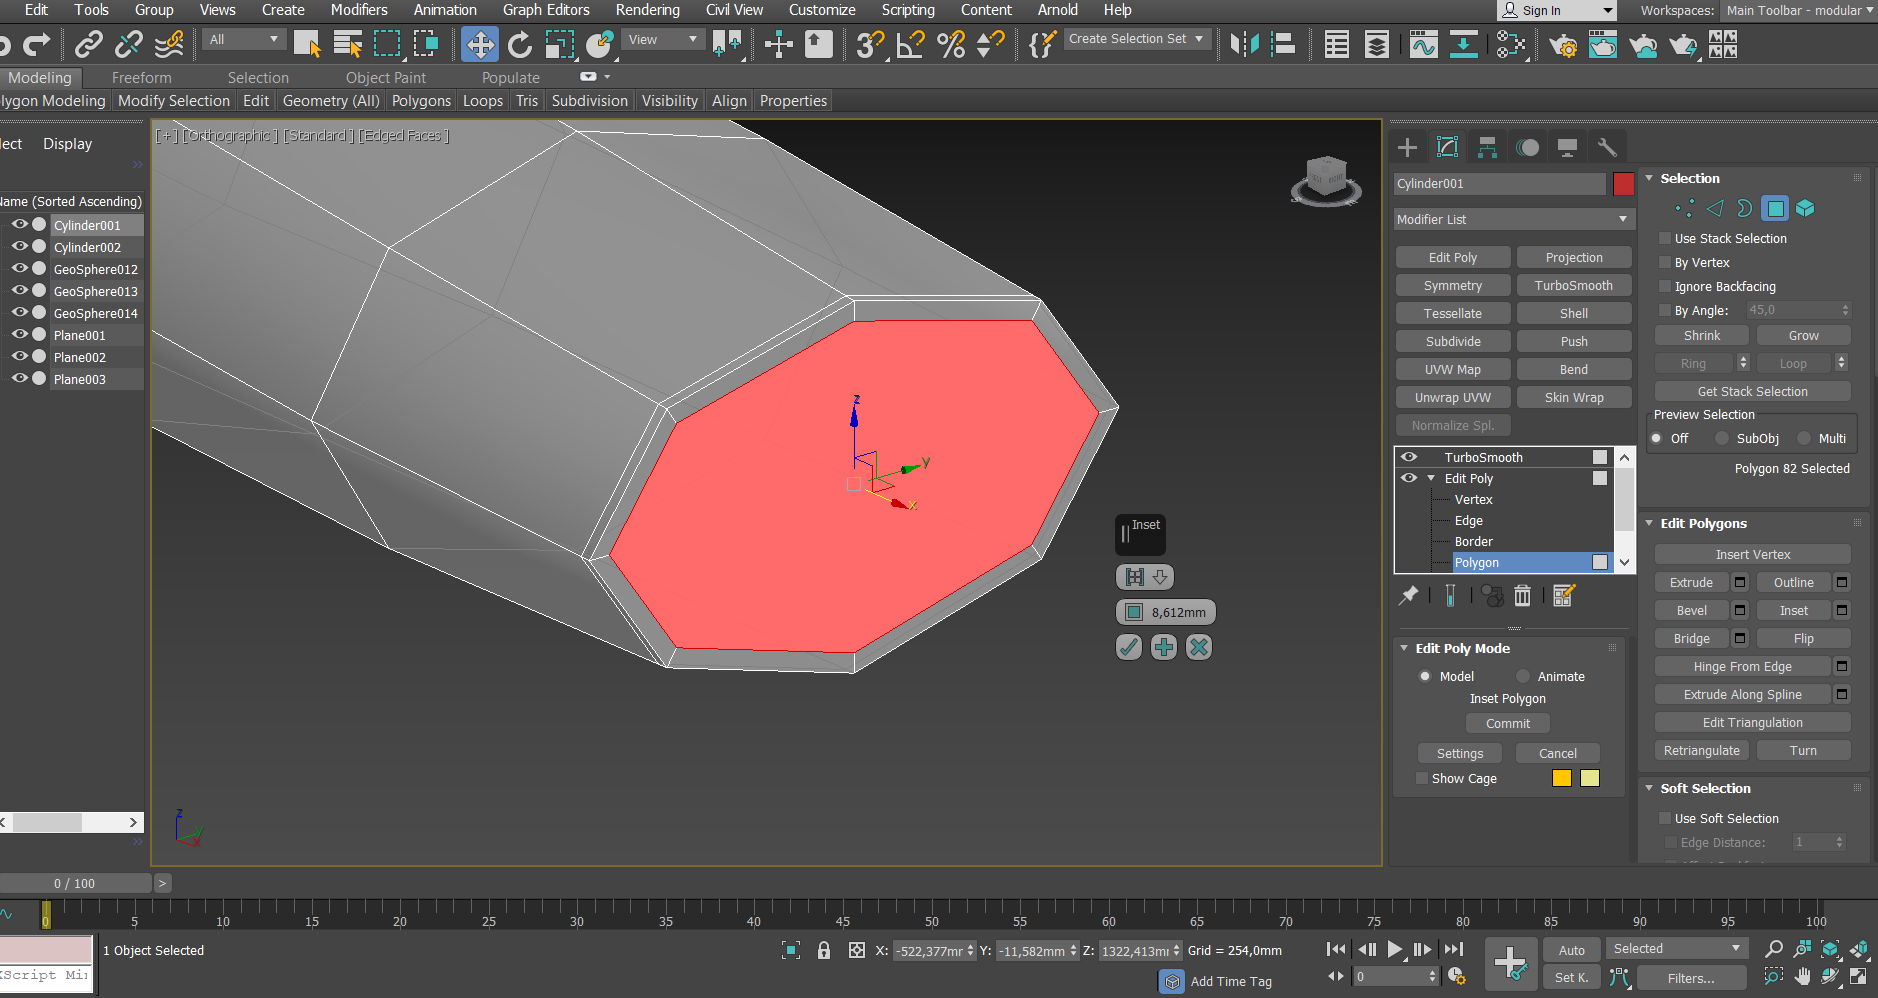 Edit Tools Group Views Create Modifiers Animation Graph Editors Rendering Civil View Customize Scripting Content Arnold Help Sign In Workspaces: Main Toolbar - modular
All View Create Selection Set
Modeling Freeform Selection Object Paint Populate
lygon Modeling Modify Selection Edit Geometry (All) Polygons Loops Tris Subdivision Visibility Align Properties
ect Display
[+] [Orthographic ] [Standard ] [Edged Faces ]
Name (Sorted Ascending)
Cylinder001
Cylinder002
GeoSphere012
GeoSphere013
GeoSphere014
Plane001
Plane002
Plane003
z
y
x
Inset
8,612mm
z
y
x
Cylinder001
Modifier List
Edit Poly Projection
Symmetry TurboSmooth
Tessellate Shell
Subdivide Push
UVW Map Bend
Unwrap UVW Skin Wrap
Normalize Spl.
TurboSmooth
Edit Poly
Vertex
Edge
Border
Polygon
Edit Poly Mode
Model Animate
Inset Polygon
Commit
Settings Cancel
Show Cage
Selection
Use Stack Selection
By Vertex
Ignore Backfacing
By Angle: 45,0
Shrink Grow
Ring Loop
Get Stack Selection
Preview Selection
Off SubObj Multi
Polygon 82 Selected
Edit Polygons
Insert Vertex
Extrude Outline
Bevel Inset
Bridge Flip
Hinge From Edge
Extrude Along Spline
Edit Triangulation
Retriangulate Turn
Soft Selection
Use Soft Selection
Edge Distance: 1
0 / 100 >
0 5 10 15 20 25 30 35 40 45 50 55 60 65 70 75 80 85 90 95 100
1 Object Selected X: -522,377mr Y: -11,582mm Z: 1322,413mr Grid = 254,0mm Auto Selected
XScript Mi
Add Time Tag 0 Set K. Filters...